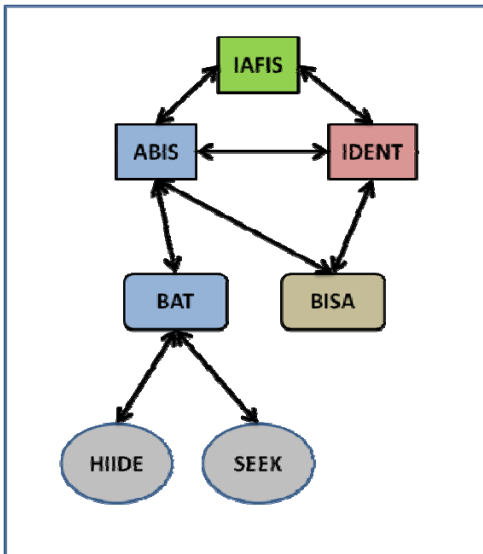 IAFIS
ABIS
IDENT
BAT
BISA
HIIDE
SEEK